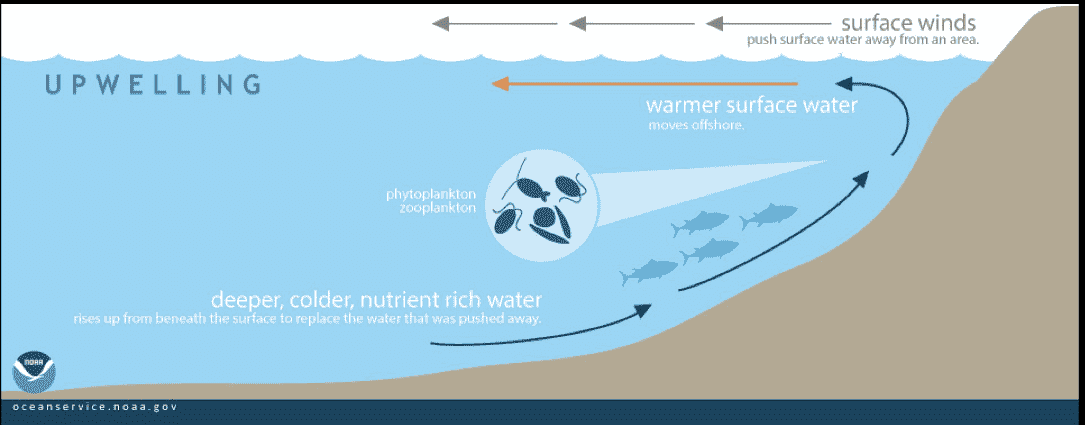 surface winds
push surface water away from an area.
UPWELLING
warmer surface water
moves offshore.
phytoplankton
zooplankton
deeper, colder, nutrient rich water
rises up from beneath the surface to replace the water that was pushed away.
NOAA
oceanservice.noaa.gov